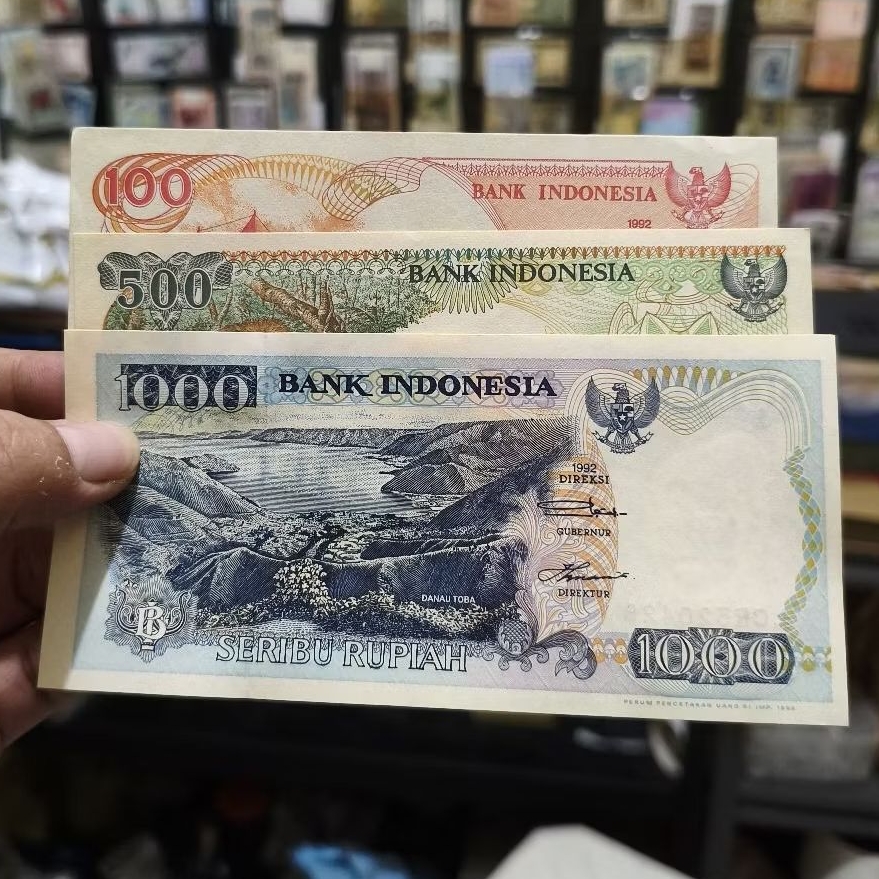 100
BANK INDONESIA
1992
500
BANK INDONESIA
1000
BANK INDONESIA
1992
DIREKSI
GUBERNUR
DIREKTUR
DANAU TOBA
SERIBU RUPIAH
1000